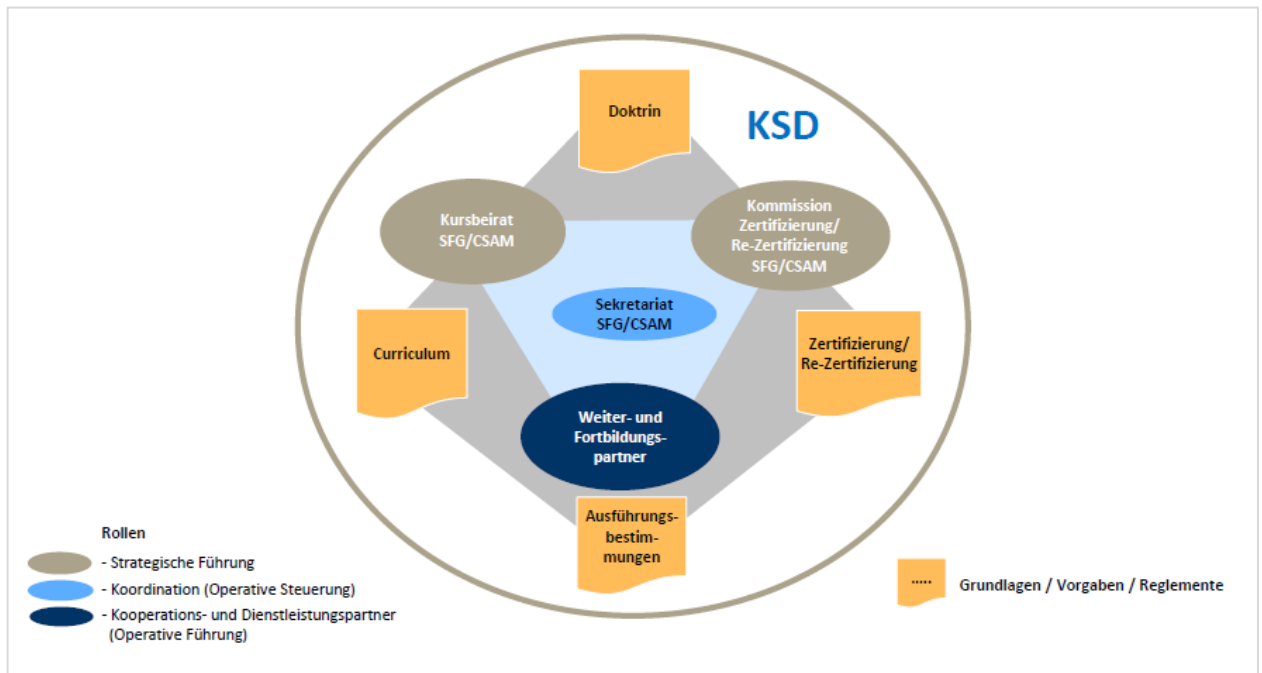 Doktrin
KSD
Kursbeirat
SFG/CSAM
Kommission
Zertifizierung/
Re-Zertifizierung
SFG/CSAM
Sekretariat
SFG/CSAM
Curriculum
Zertifizierung/
Re-Zertifizierung
Weiter- und
Fortbildungs-
partner
Ausführungs-
bestim-
mungen
Rollen
- Strategische Führung
- Koordination (Operative Steuerung)
- Kooperations- und Dienstleistungspartner
(Operative Führung)
.....
Grundlagen / Vorgaben / Reglemente